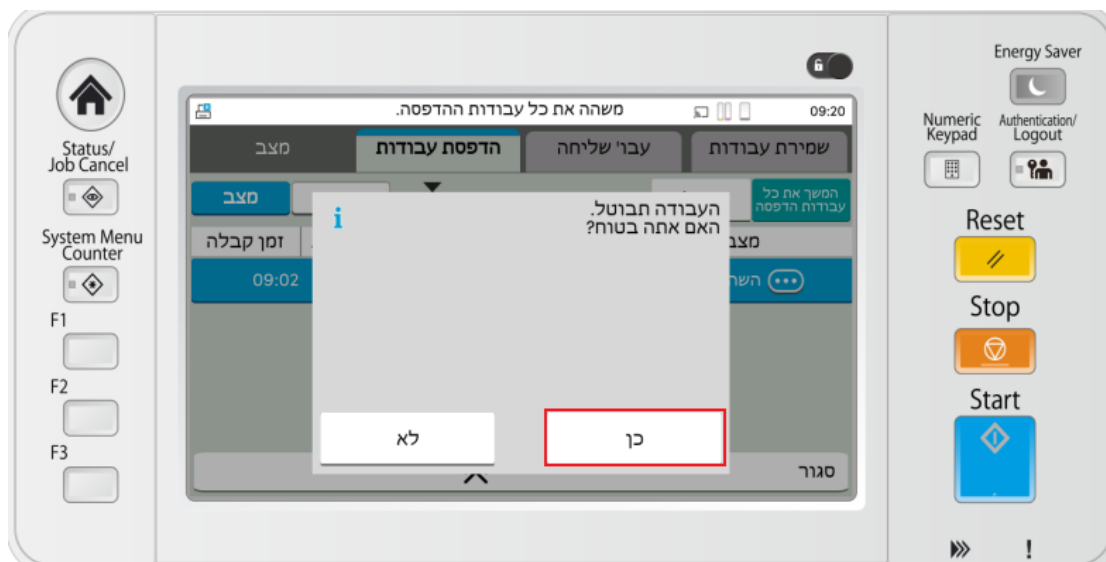 Energy Saver
Numeric Keypad
Authentication/
Logout
Status/
Job Cancel
System Menu
Counter
F1
F2
F3
משהה את כל עבודות ההדפסה.
09:20
שמירת עבודות
עבו' שליחה
הדפסת עבודות
מצב
המשך את כל
עבודות הדפסה
מצב
העבודה תבוטל.
האם אתה בטוח?
זמן קבלה
09:02
כן
לא
סגור
Reset
Stop
Start